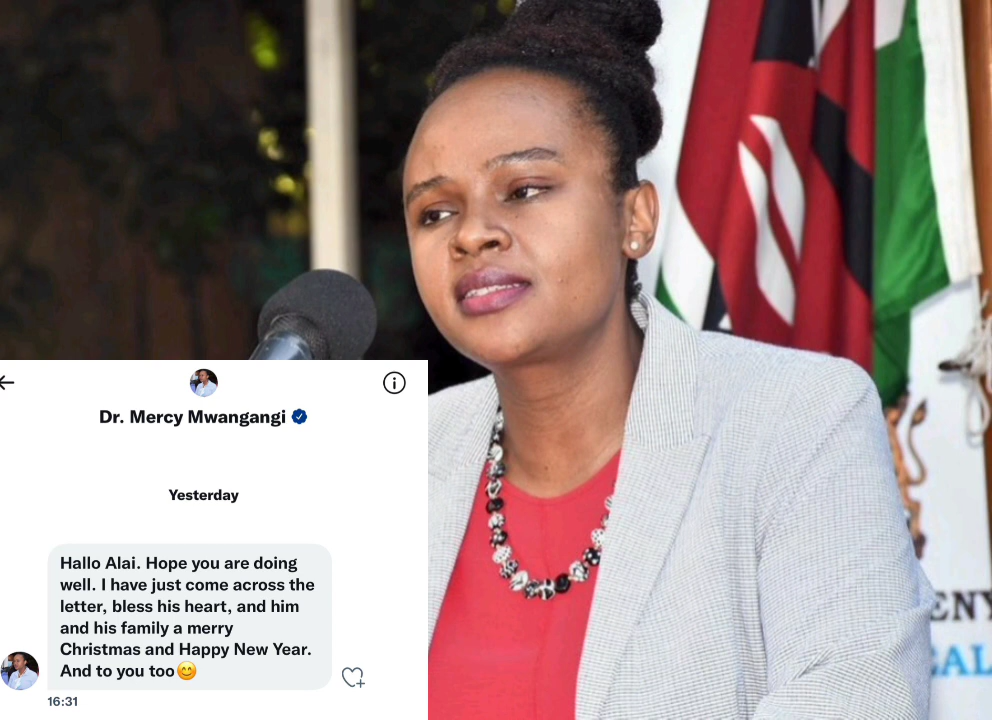 Dr. Mercy Mwangangi
Yesterday
Hallo Alai. Hope you are doing
well. I have just come across the
letter, bless his heart, and him
and his family a merry
Christmas and Happy New Year.
And to you too😊
16:31